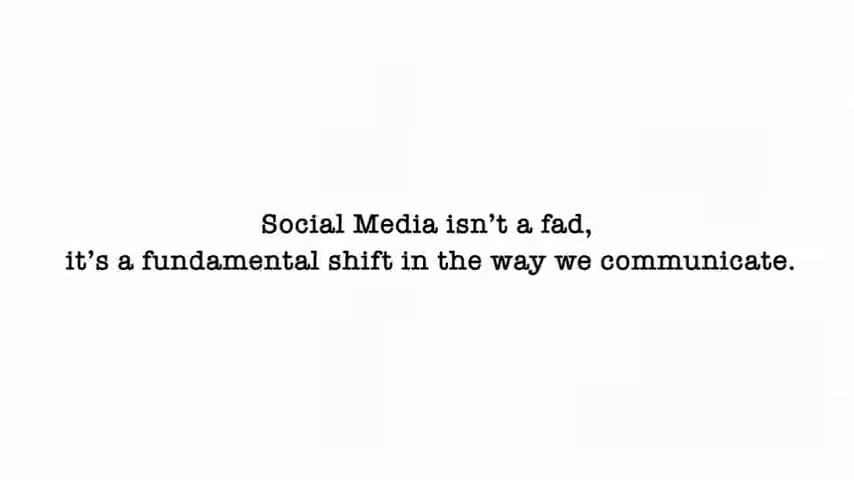 Social Media isn’t a fad,
it’s a fundamental shift in the way we communicate.